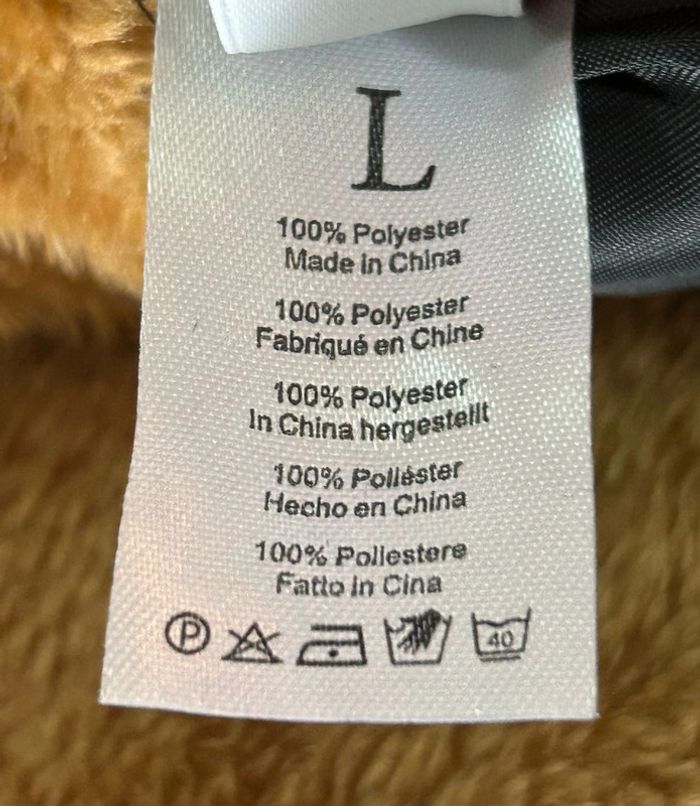 L
100% Polyester
Made in China
100% Polyester
Fabriqué en Chine
100% Polyester
In China hergestellt
100% Poliéster
Hecho en China
100% Poliestere
Fatto in Cina
P
40